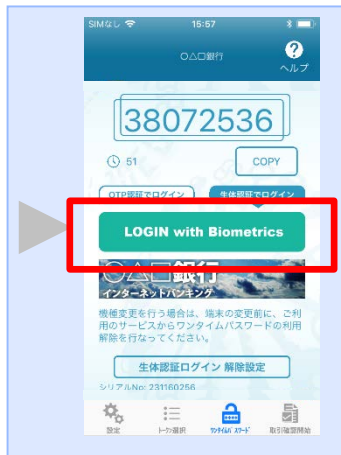 SIMなし 15:57
○△□銀行
ヘルプ
38072536
51 COPY
OTP認証でログイン 生体認証でログイン
LOGIN with Biometrics
○△□銀行
インターネットバンキング
機種変更を行う場合は、端末の変更前に、ご利
用のサービスからワンタイムパスワードの利用
解除を行なってください。
生体認証ログイン 解除設定
シリアルNo: 231160256
設定 トークン選択 ワンタイムパスワード 取引確認開始